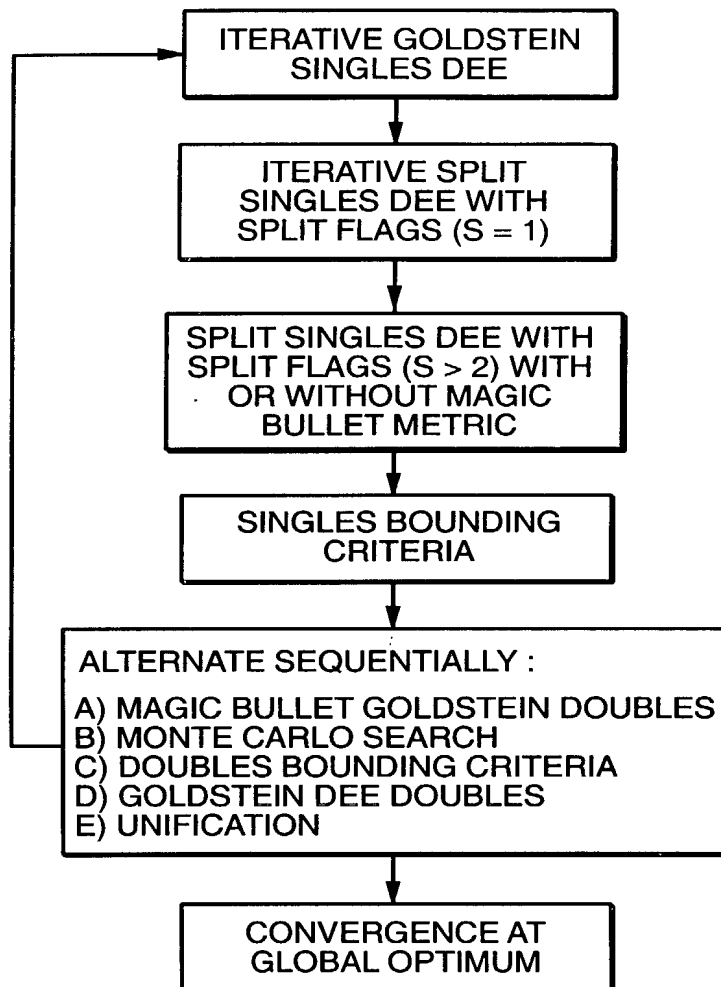 ITERATIVE GOLDSTEIN
SINGLES DEE
ITERATIVE SPLIT
SINGLES DEE WITH
SPLIT FLAGS (S = 1)
SPLIT SINGLES DEE WITH
SPLIT FLAGS (S > 2) WITH
OR WITHOUT MAGIC
BULLET METRIC
SINGLES BOUNDING
CRITERIA
ALTERNATE SEQUENTIALLY :
A) MAGIC BULLET GOLDSTEIN DOUBLES
B) MONTE CARLO SEARCH
C) DOUBLES BOUNDING CRITERIA
D) GOLDSTEIN DEE DOUBLES
E) UNIFICATION
CONVERGENCE AT
GLOBAL OPTIMUM